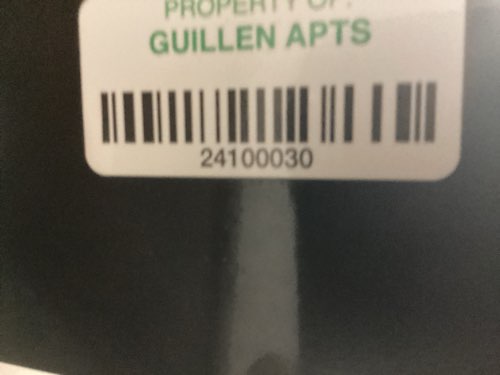 PROPERTY OF:
GUILLEN APTS
24100030